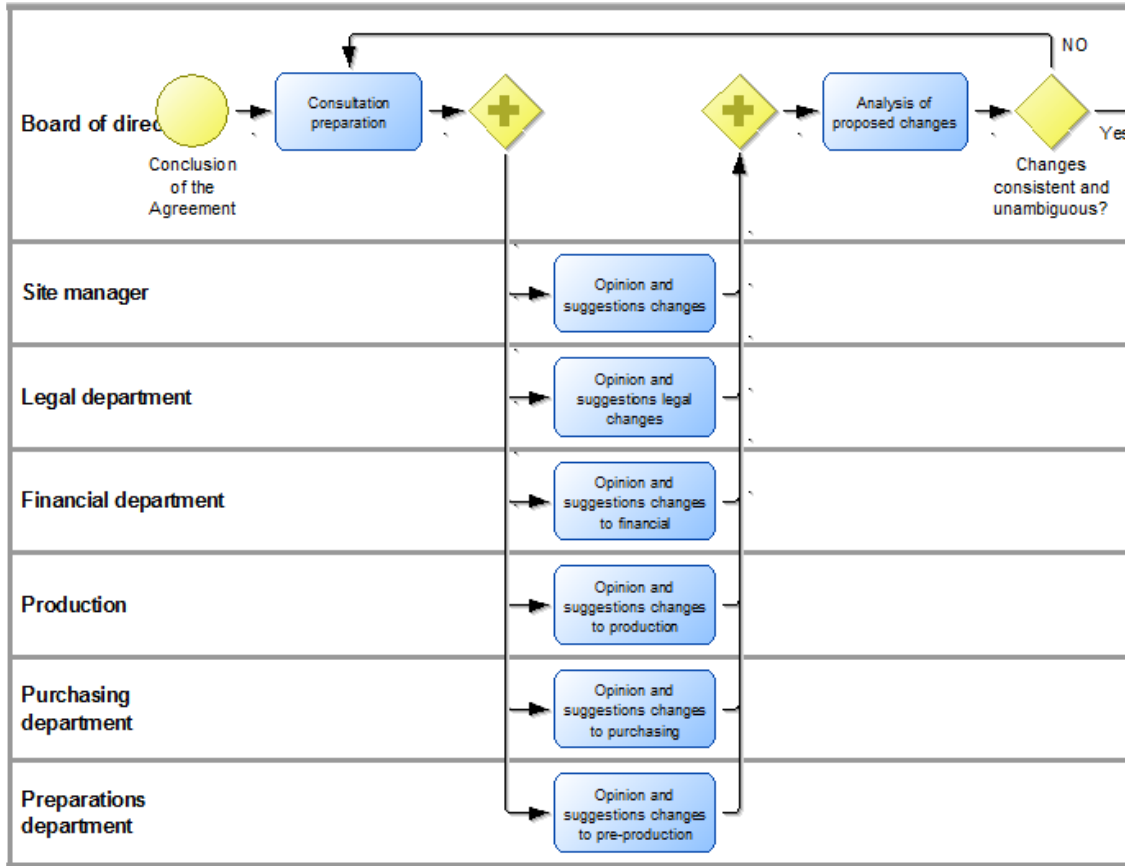 NO
Board of direc
Consultation
preparation
Analysis of
proposed changes
Yes
Conclusion
of the
Agreement
Changes
consistent and
unambiguous?
Site manager
Opinion and
suggestions changes
Legal department
Opinion and
suggestions legal
changes
Financial department
Opinion and
suggestions changes
to financial
Production
Opinion and
suggestions changes
to production
Purchasing
department
Opinion and
suggestions changes
to purchasing
Preparations
department
Opinion and
suggestions changes
to pre-production